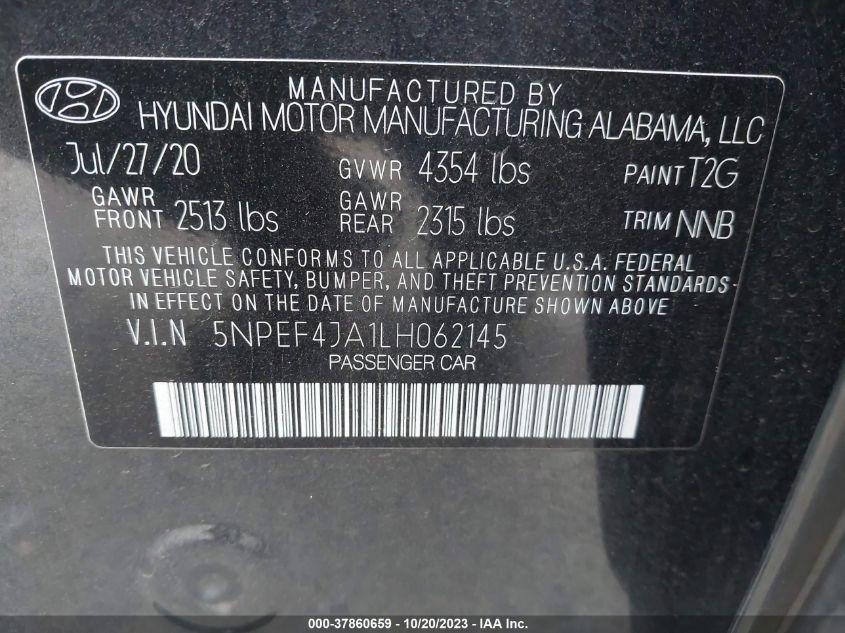 MANUFACTURED BY
HYUNDAI MOTOR MANUFACTURING ALABAMA, LLC
Jul/27/20 GVWR 4354 lbs PAINT T2G
GAWR FRONT 2513 lbs GAWR REAR 2315 lbs TRIM NNB
THIS VEHICLE CONFORMS TO ALL APPLICABLE U.S.A. FEDERAL
MOTOR VEHICLE SAFETY, BUMPER, AND THEFT PREVENTION STANDARDS
IN EFFECT ON THE DATE OF MANUFACTURE SHOWN ABOVE
V.I.N 5NPEF4JA1LH062145
PASSENGER CAR
000-37860659 - 10/20/2023 - IAA Inc.